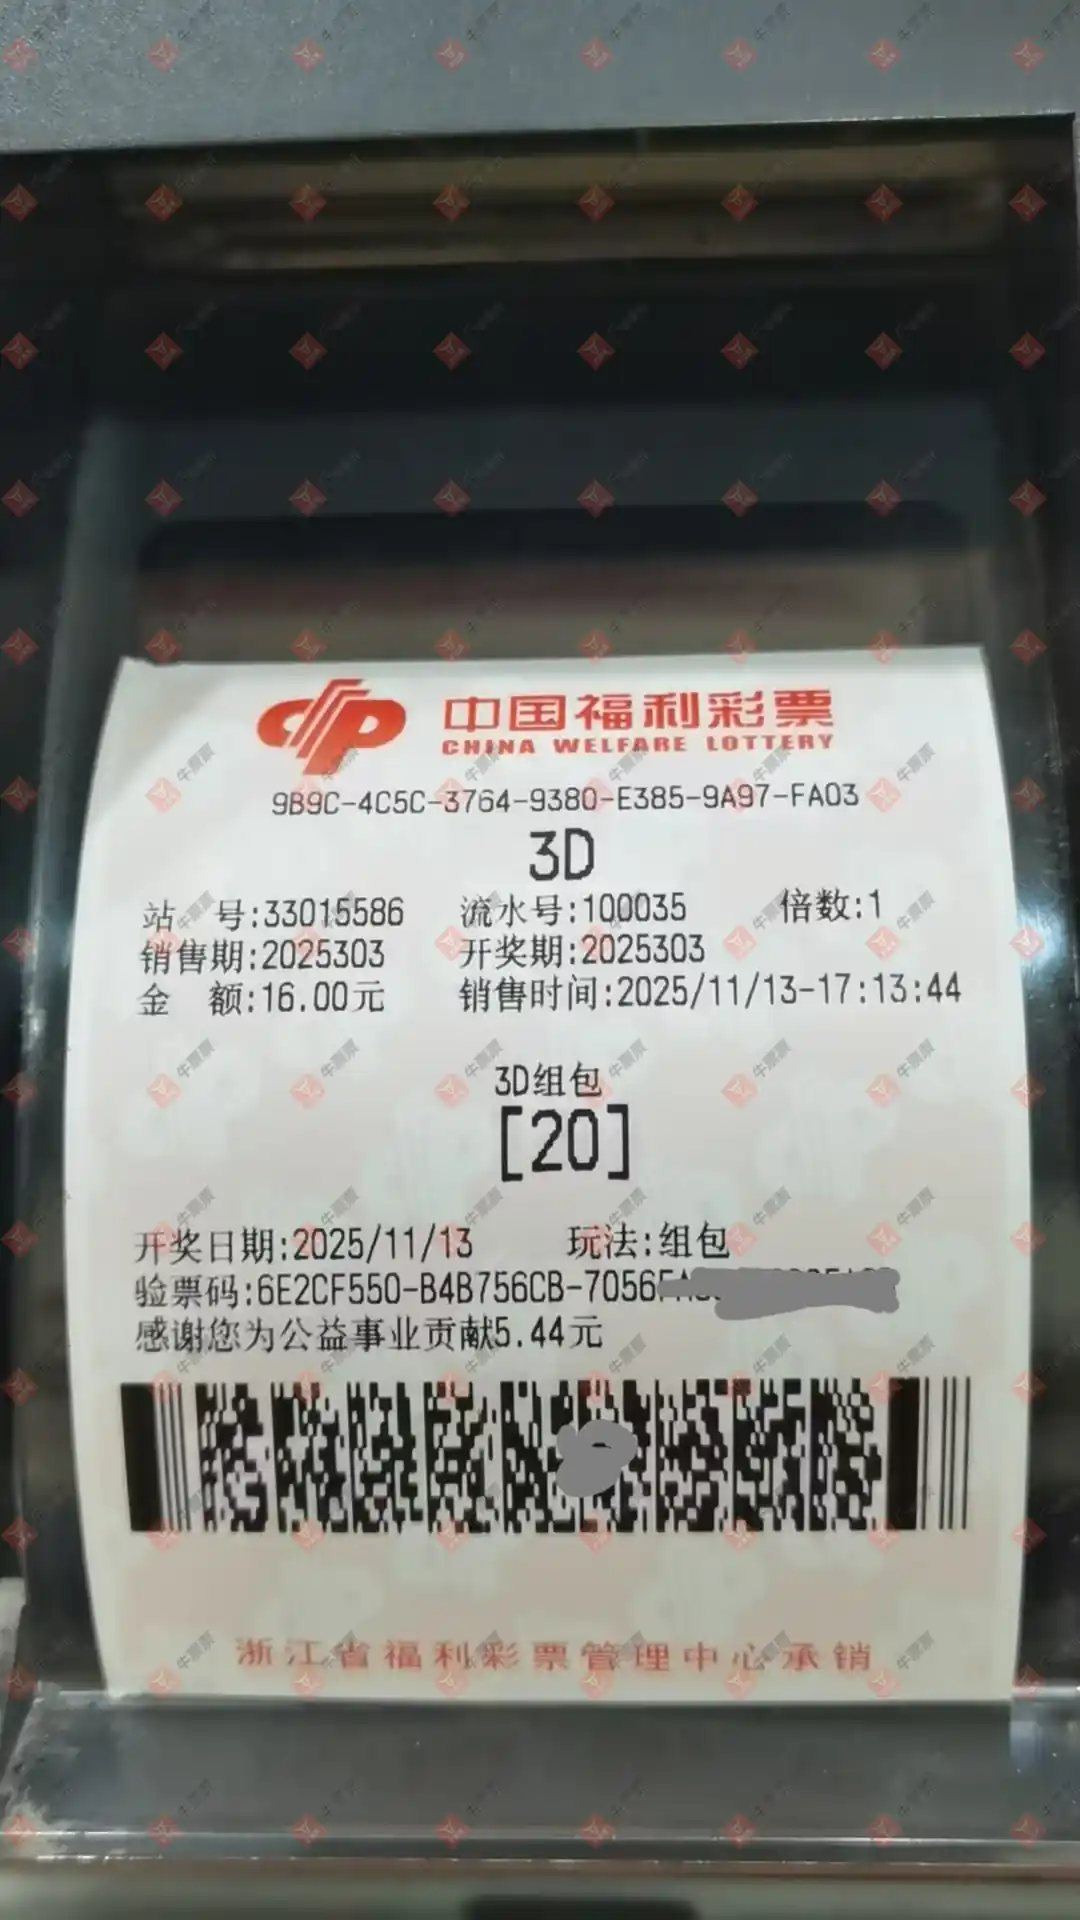 中国福利彩票
CHINA WELFARE LOTTERY
9B9C-4C5C-3764-9380-E385-9A97-FA03
3D
站 号:33015586 流水号:100035 倍数:1
销售期:2025303 开奖期:2025303
金 额:16.00元 销售时间:2025/11/13-17:13:44
3D组包
[20]
开奖日期:2025/11/13 玩法:组包
验票码:6E2CF550-B4B756CB-7056
感谢您为公益事业贡献5.44元
浙江省福利彩票管理中心承销
牛票票